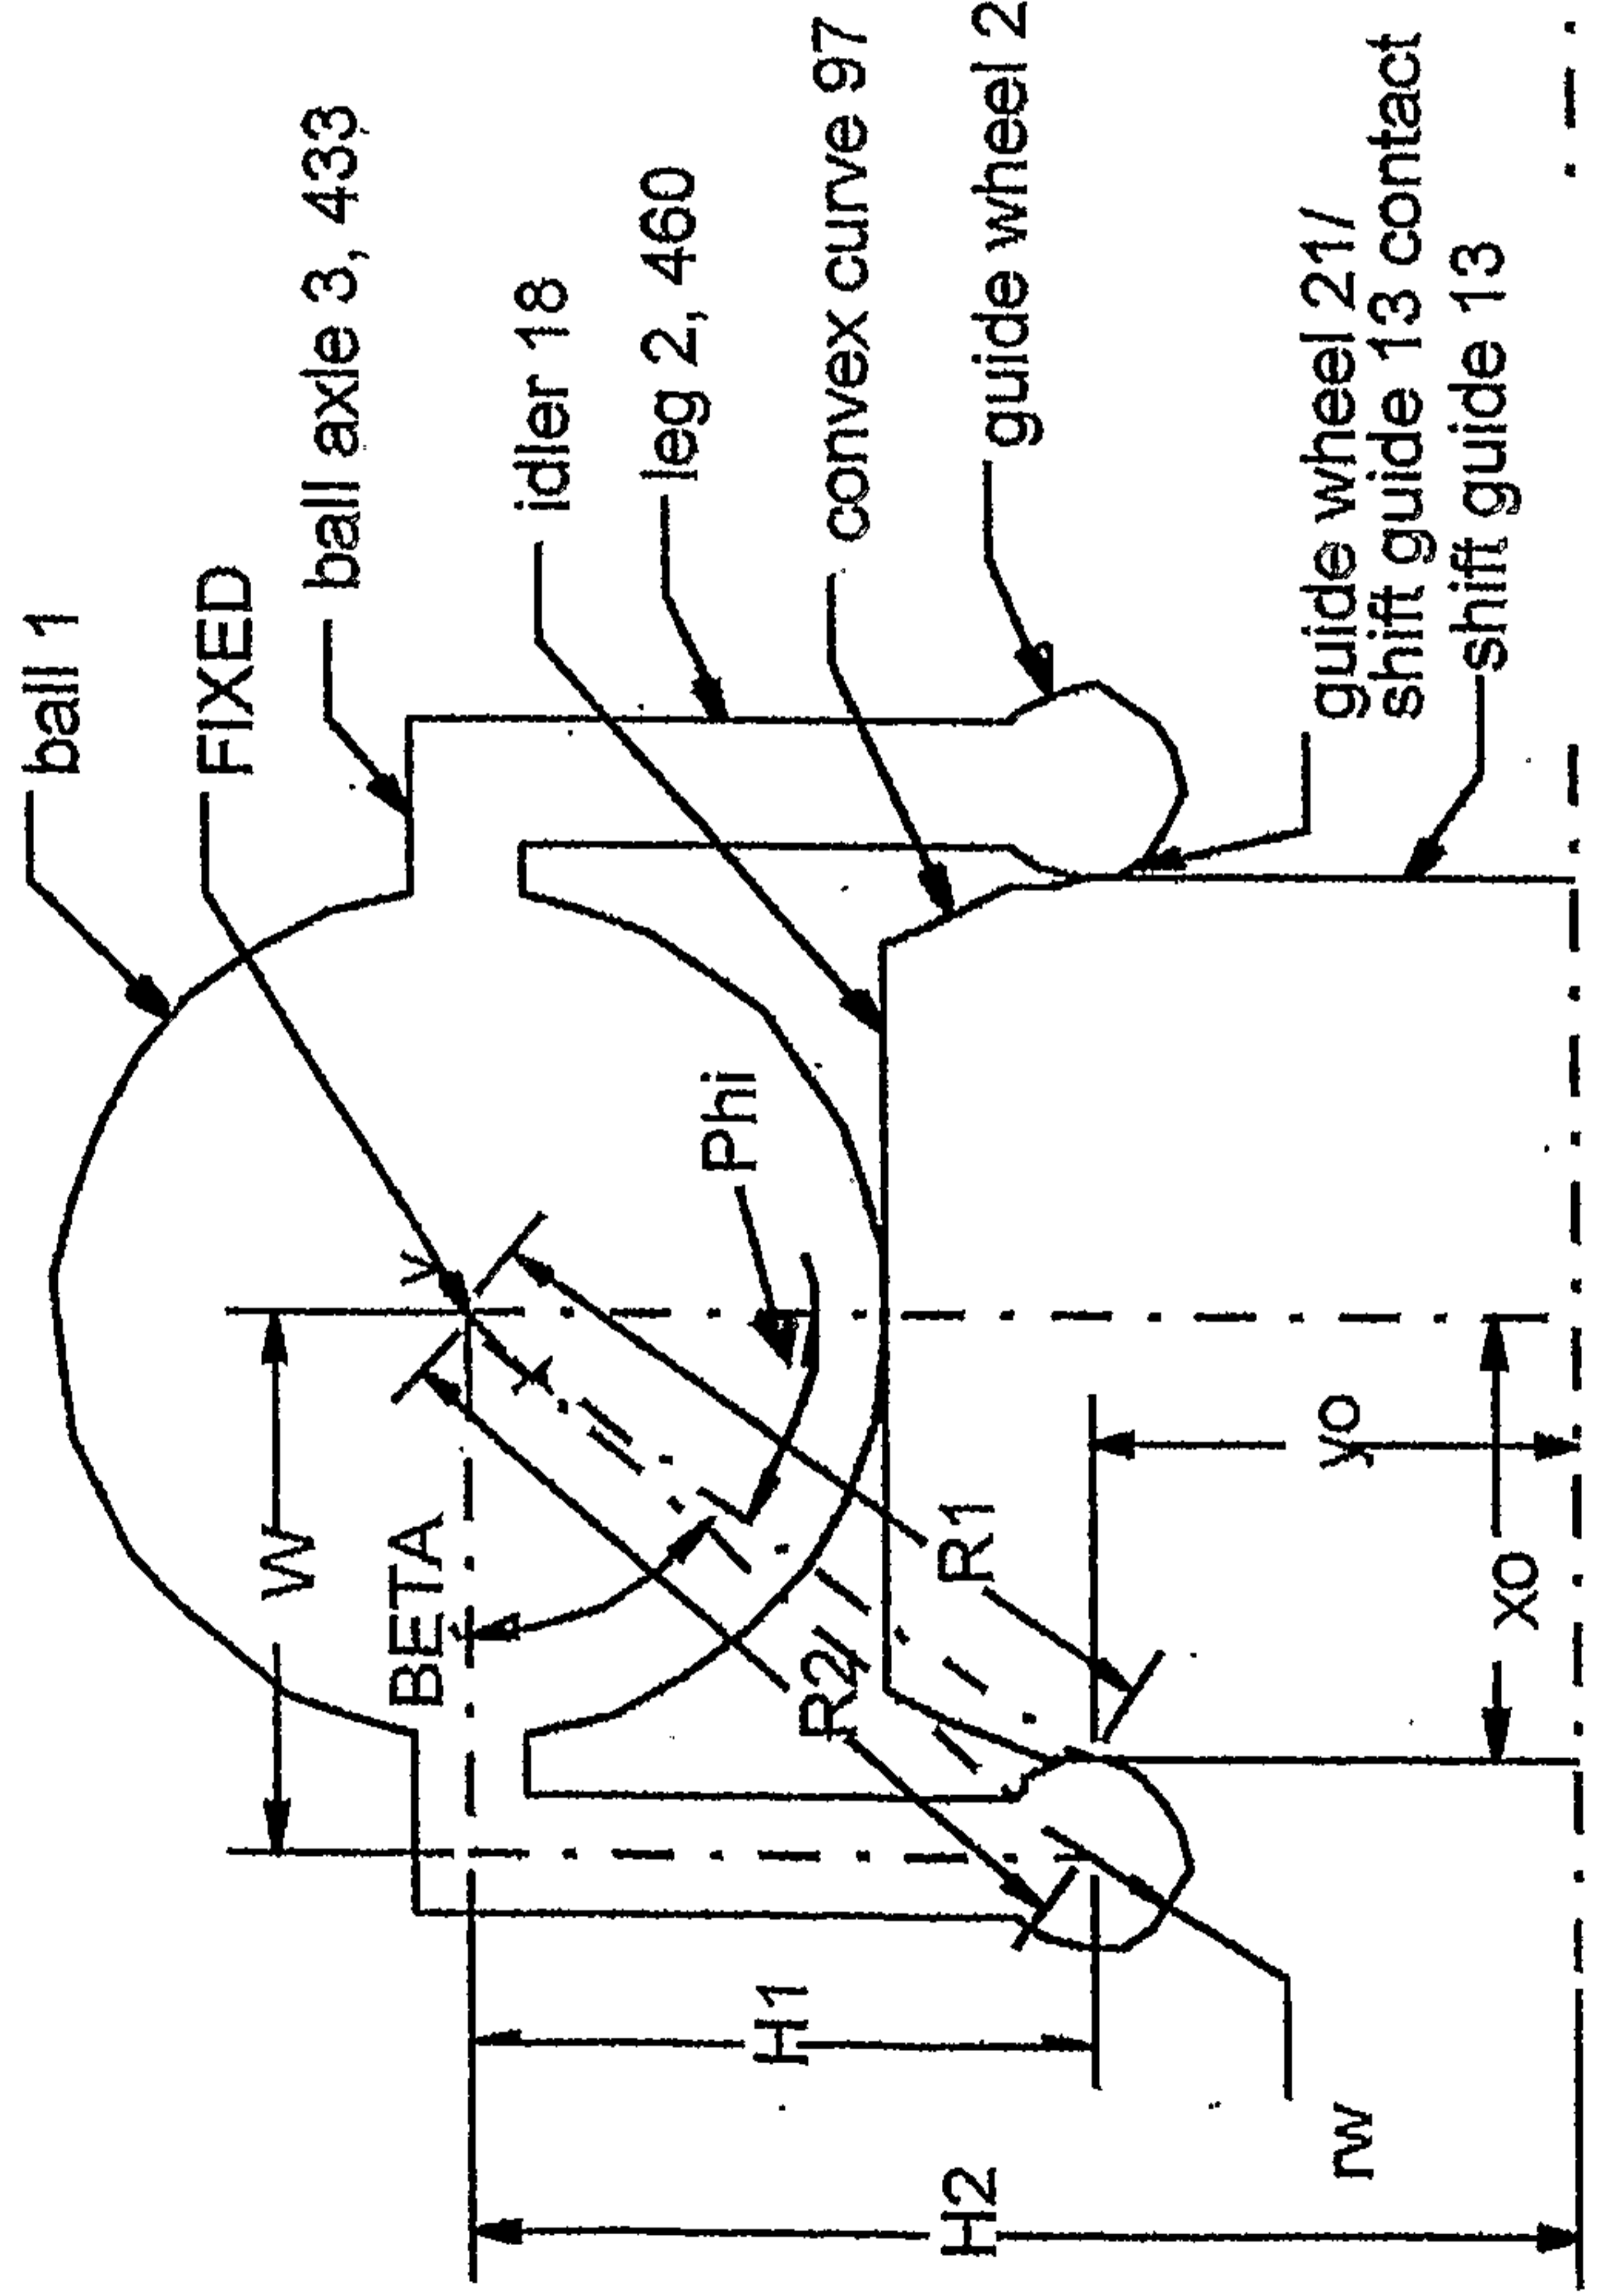 ball 1
FIXED
ball axle 3, 433
idler 18
leg 2, 460
convex curve 97
guide wheel 2
guide wheel 21/
shift guide 13 contact
shift guide 13
Phi
Y
X
W
BETA
R2
R1
yo
xo
H1
H2
rw